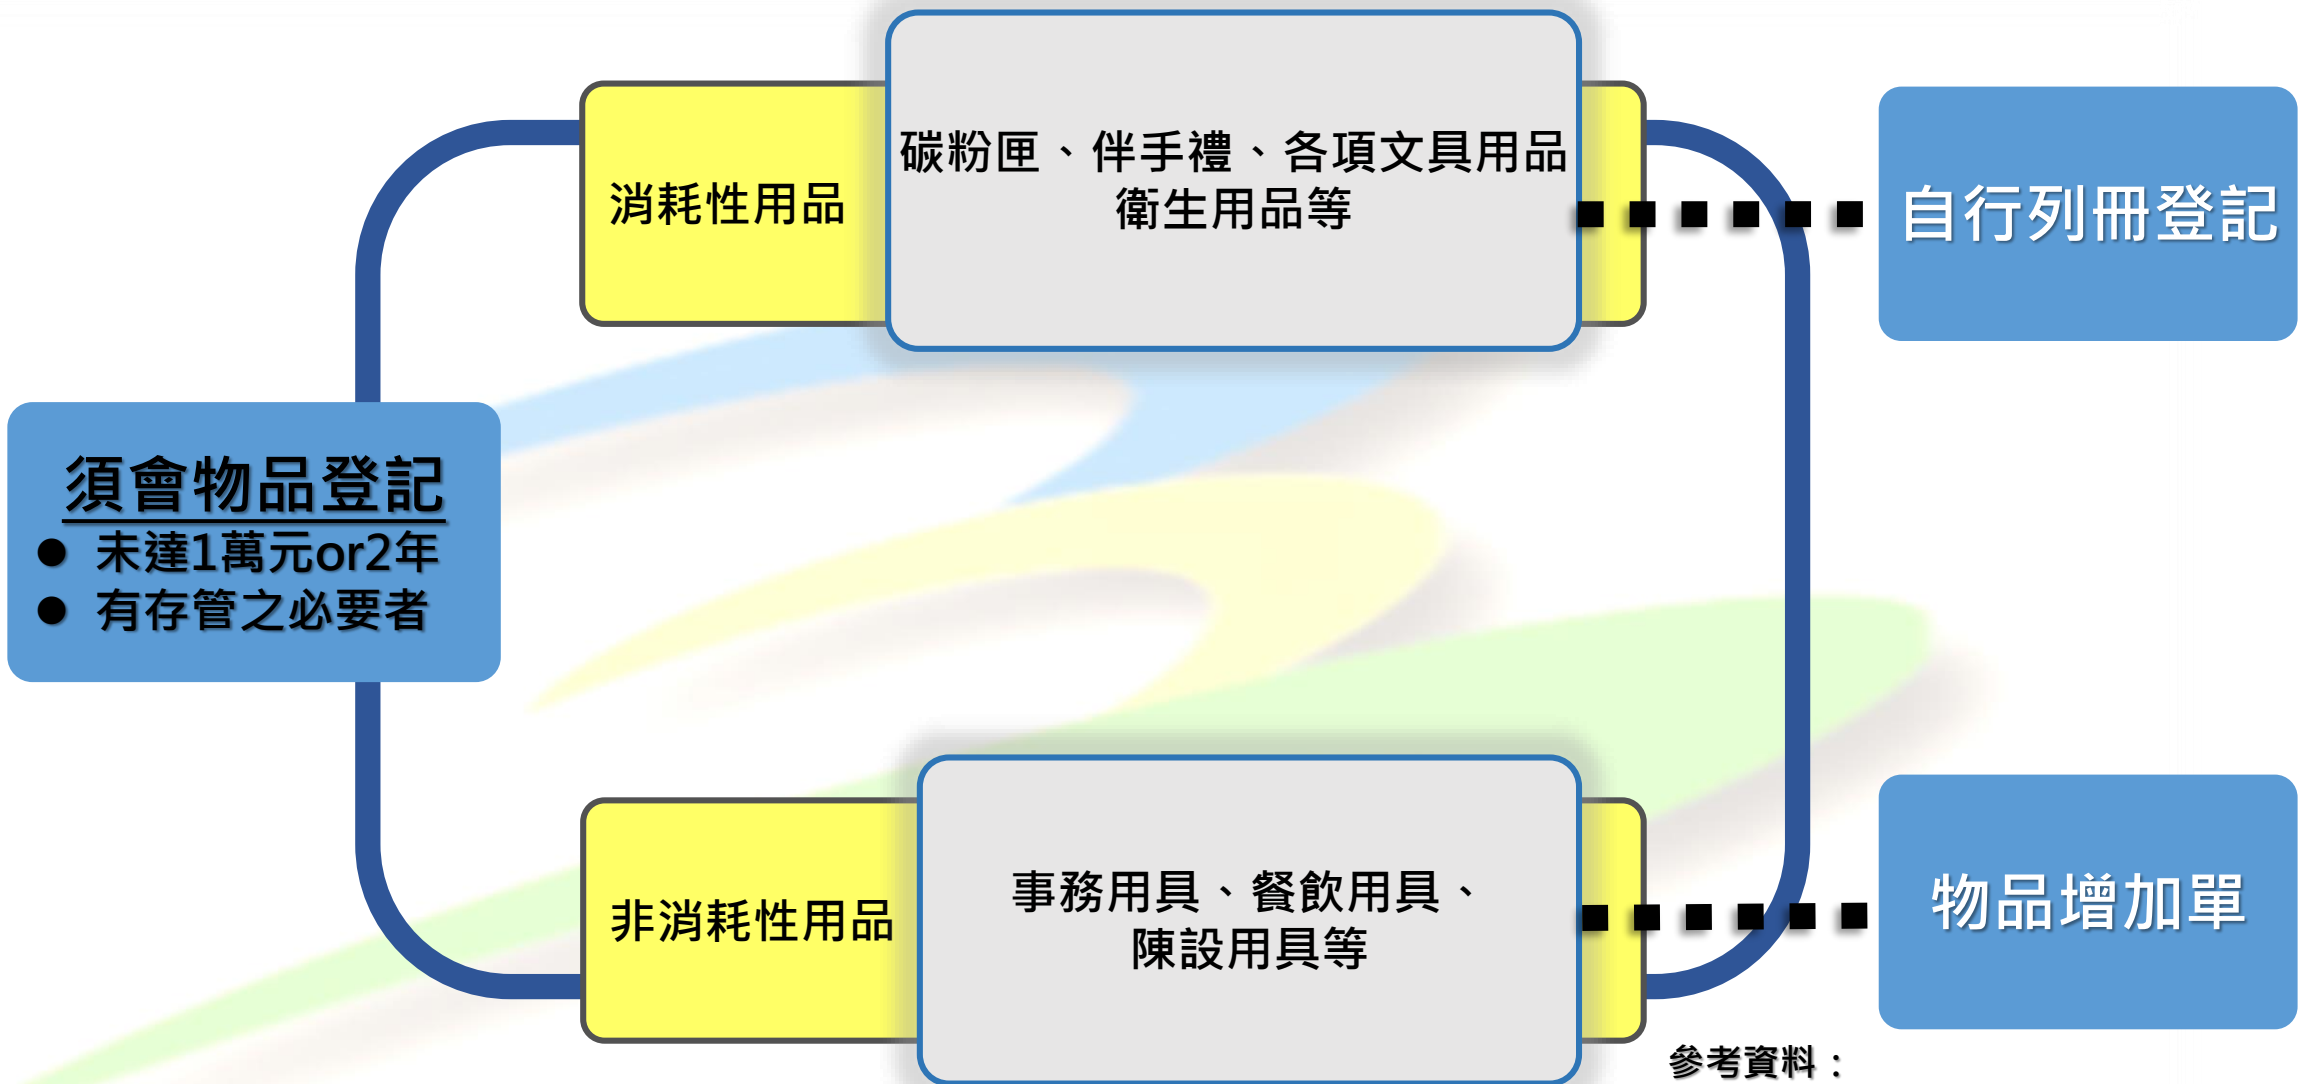 碳粉匣、伴手禮、各項文具用品
衛生用品等
消耗性用品
自行列冊登記
須會物品登記
● 未達1萬元or2年
● 有存管之必要者
事務用具、餐飲用具、
陳設用具等
非消耗性用品
物品增加單
參考資料：